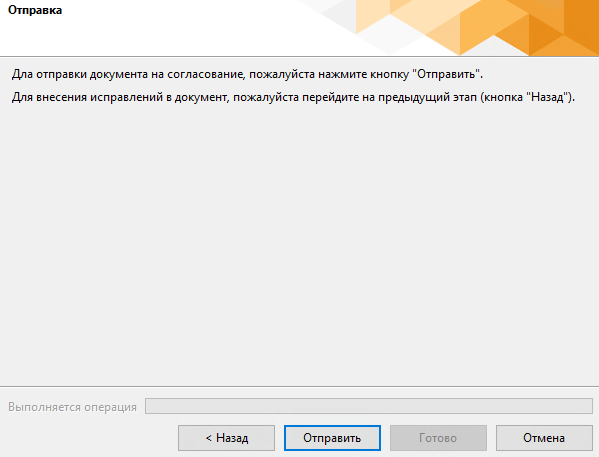 Отправка
Дла отправки документа на согласование, пожалуйста нажмите кнопку "Отправить".
Для внесения исправлений в документ, пожалуйста перейдите на предыдущий этап (кнопка "Назад").
Выполняется операция
< Назад
Отправить
Готово
Отмена